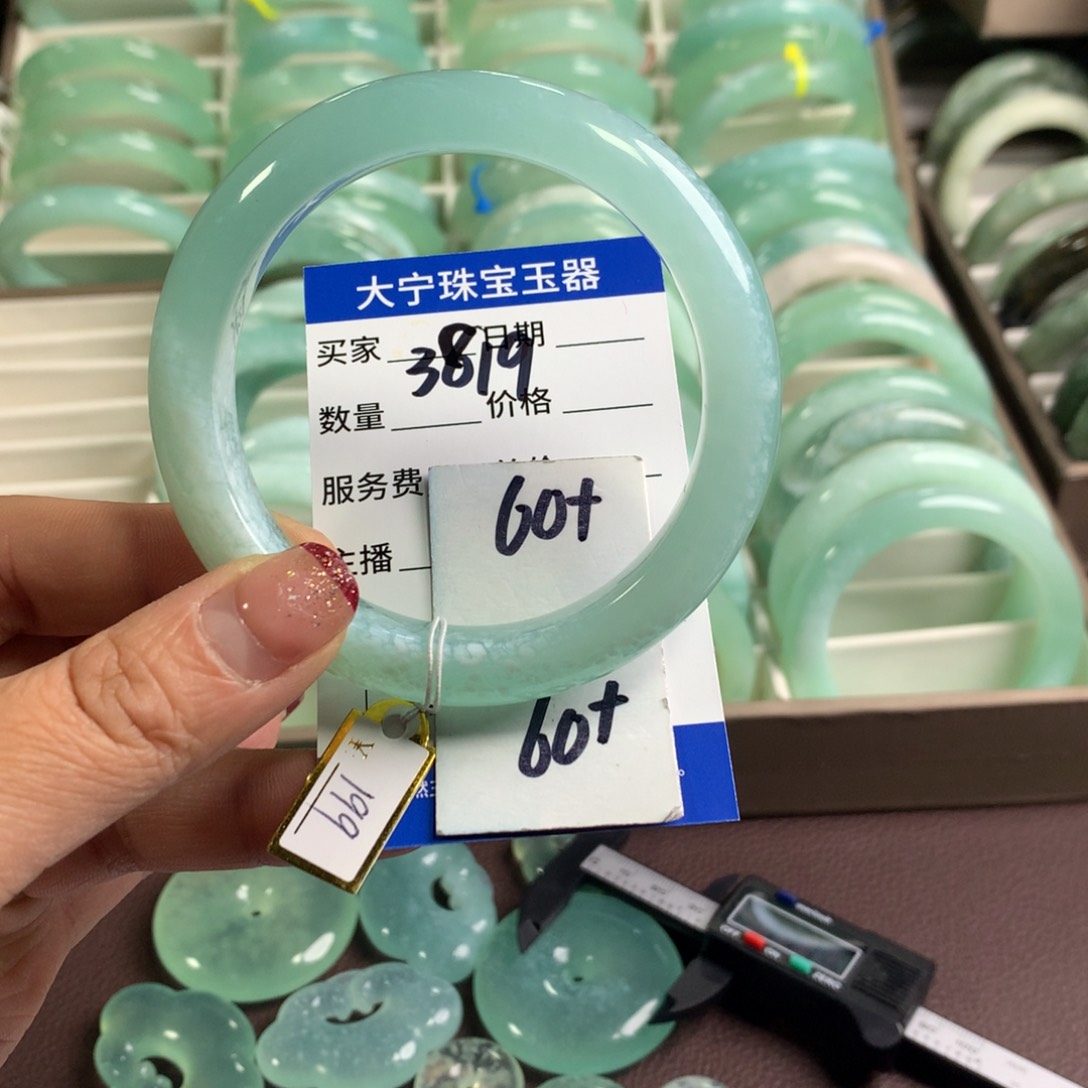 大宁珠宝玉器
买家 日期
3819
数量 价格
服务费
60+
主播
60+
199